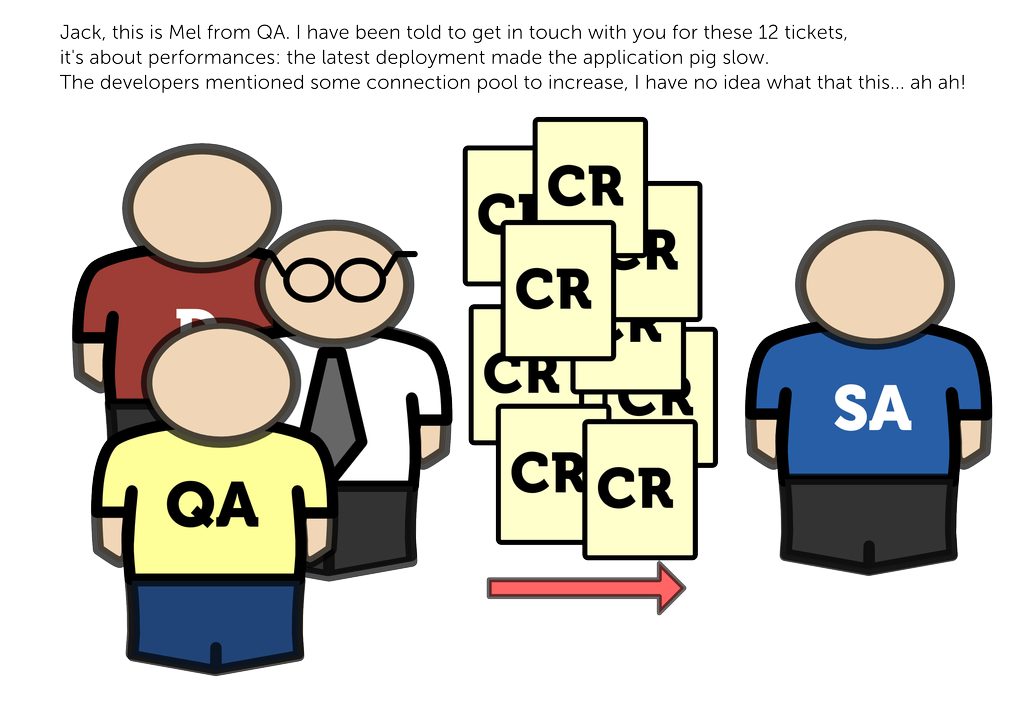 Jack, this is Mel from QA. I have been told to get in touch with you for these 12 tickets,
it's about performances: the latest deployment made the application pig slow.
The developers mentioned some connection pool to increase, I have no idea what that this... ah ah!
CR
CR
CR
CR
CR
CR
CR
CR
CR
D
SA
QA